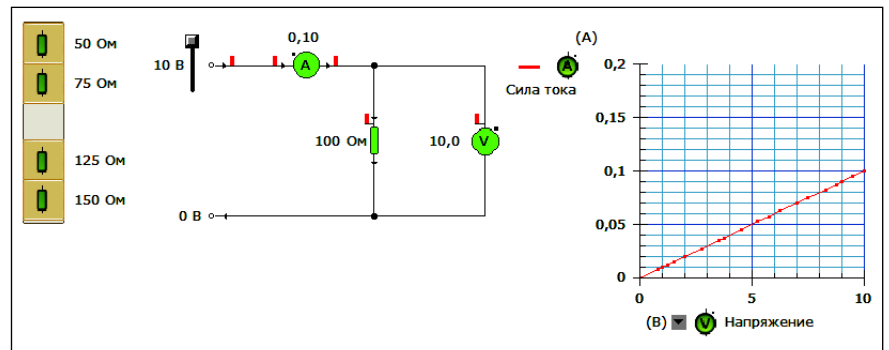 50 Ом
75 Ом
125 Ом
150 Ом
0,10
A
10 В
100 Ом
10,0
V
0 В
(А)
A
Сила тока
0,2
0,15
0,1
0,05
0
0 5 10
(В) V Напряжение